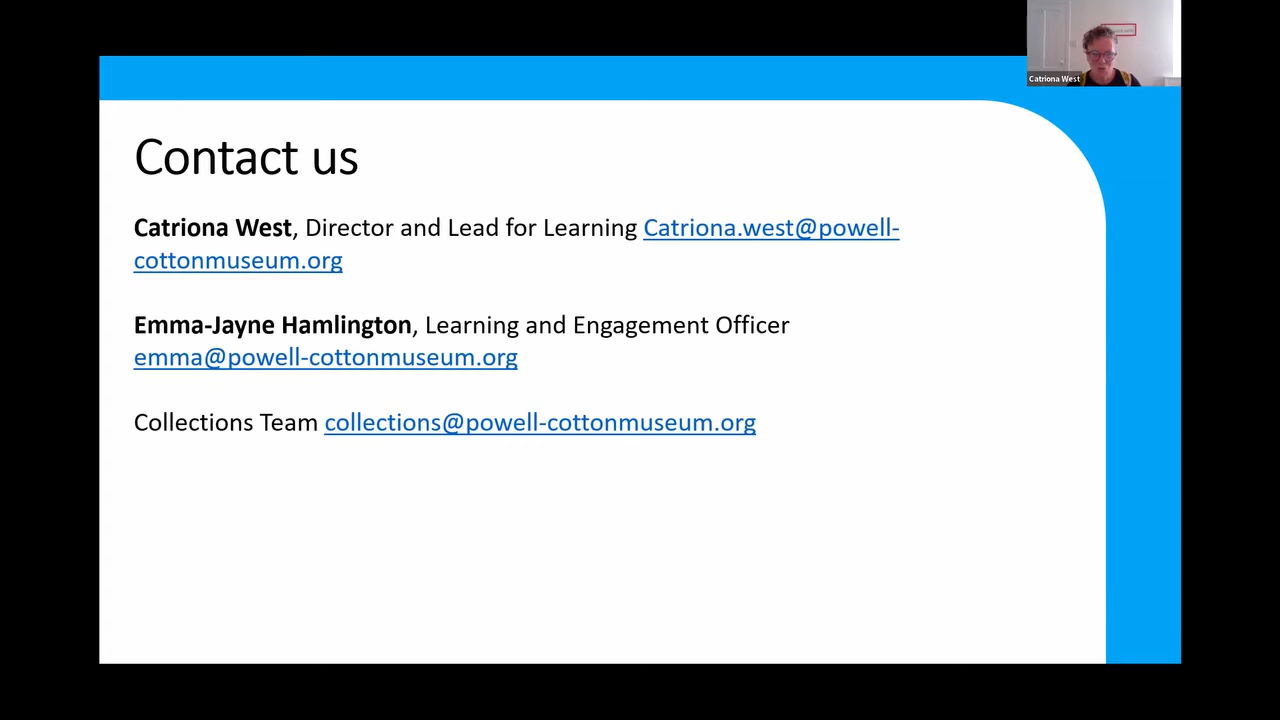 Catriona West
Contact us
Catriona West, Director and Lead for Learning Catriona.west@powell-
cottonmuseum.org
Emma-Jayne Hamlington, Learning and Engagement Officer
emma@powell-cottonmuseum.org
Collections Team collections@powell-cottonmuseum.org